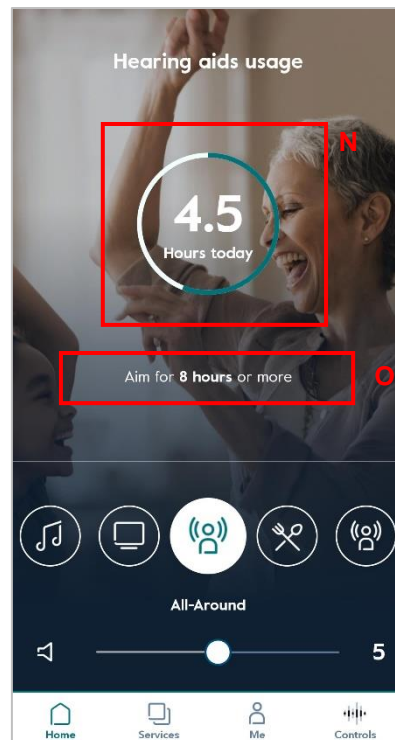 Hearing aids usage
N
4.5
Hours today
Aim for 8 hours or more
O
All-Around
5
Home Services Me Controls